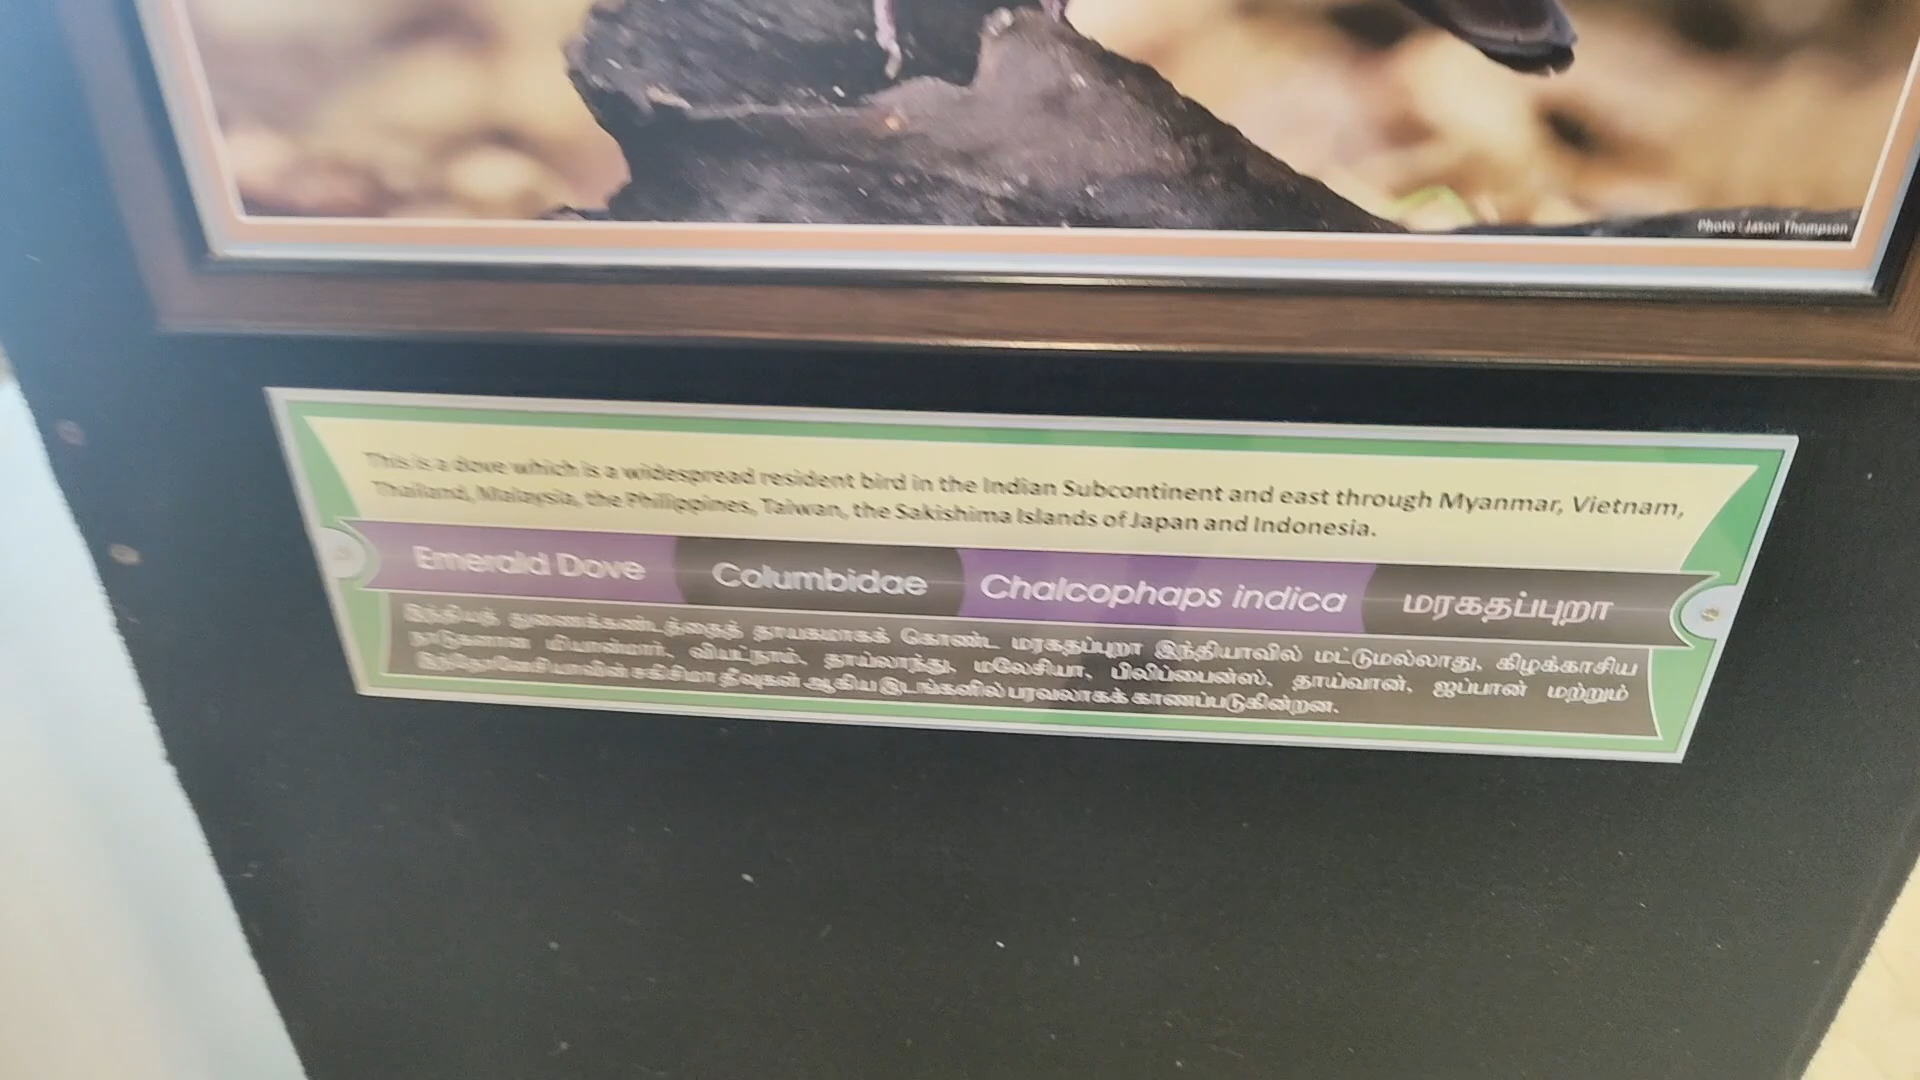 Photo : Jason Thompson
This is a dove which is a widespread resident bird in the Indian Subcontinent and east through Myanmar, Vietnam,
Thailand, Malaysia, the Philippines, Taiwan, the Sakishima Islands of Japan and Indonesia.
Emerald Dove Columbidae Chalcophaps indica மரகதப்புறா
இந்தியத் துணைக்கண்டத்தைத் தாயகமாகக் கொண்ட மரகதப்புறா இந்தியாவில் மட்டுமல்லாது, கிழக்காசிய
நாடுகளான மியான்மார், வியட்நாம், தாய்லாந்து, மலேசியா, பிலிப்பைன்ஸ், தாய்வான், ஜப்பான் மற்றும்
இந்தோனேசியாவின் சகிசிமா தீவுகள் ஆகிய இடங்களில் பரவலாகக் காணப்படுகின்றன.